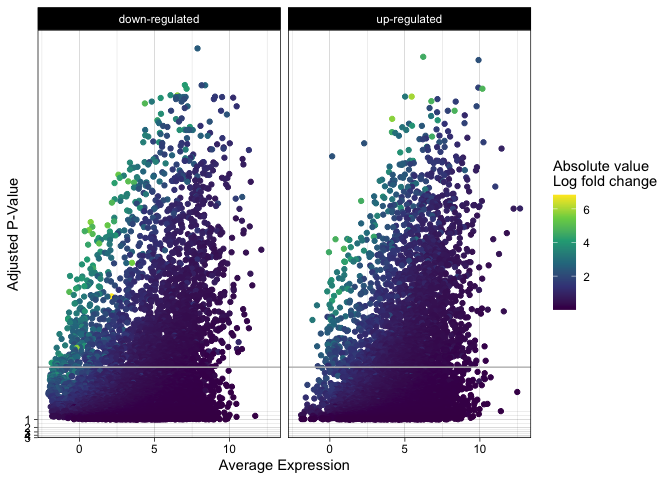 down-regulated
up-regulated
Adjusted P-Value
1
3
0
5
10
0
5
10
Average Expression
Absolute value
Log fold change
6
4
2